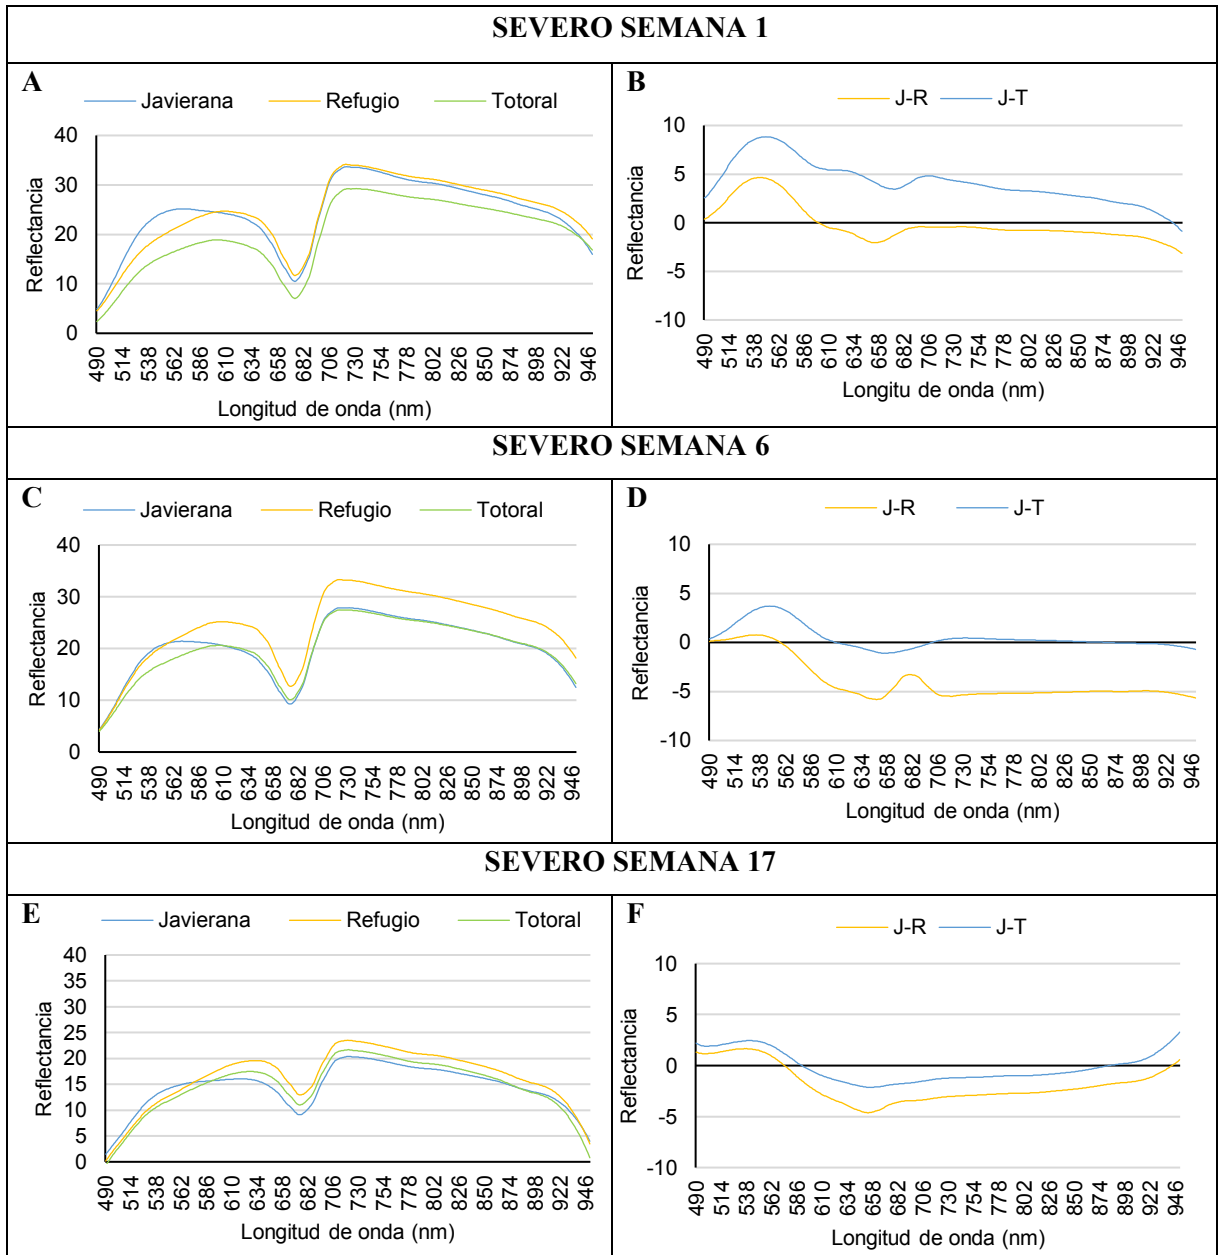 SEVERO SEMANA 1
A
Javierana Refugio Totoral
Reflectancia
40
30
20
10
0
490 514 538 562 586 610 634 658 682 706 730 754 778 802 826 850 874 898 922 946
Longitud de onda (nm)
B
J-R J-T
Reflectancia
10
5
0
-5
-10
490 514 538 562 586 610 634 658 682 706 730 754 778 802 826 850 874 898 922 946
Longitu de onda (nm)
SEVERO SEMANA 6
C
Javierana Refugio Totoral
Reflectancia
40
30
20
10
0
490 514 538 562 586 610 634 658 682 706 730 754 778 802 826 850 874 898 922 946
Longitud de onda (nm)
D
J-R J-T
Reflectancia
10
5
0
-5
-10
490 514 538 562 586 610 634 658 682 706 730 754 778 802 826 850 874 898 922 946
Longitud de onda (nm)
SEVERO SEMANA 17
E
Javierana Refugio Totoral
Reflectancia
40
35
30
25
20
15
10
5
0
490 514 538 562 586 610 634 658 682 706 730 754 778 802 826 850 874 898 922 946
Longitud de onda (nm)
F
J-R J-T
Reflectancia
10
5
0
-5
-10
490 514 538 562 586 610 634 658 682 706 730 754 778 802 826 850 874 898 922 946
Longitud de onda (nm)